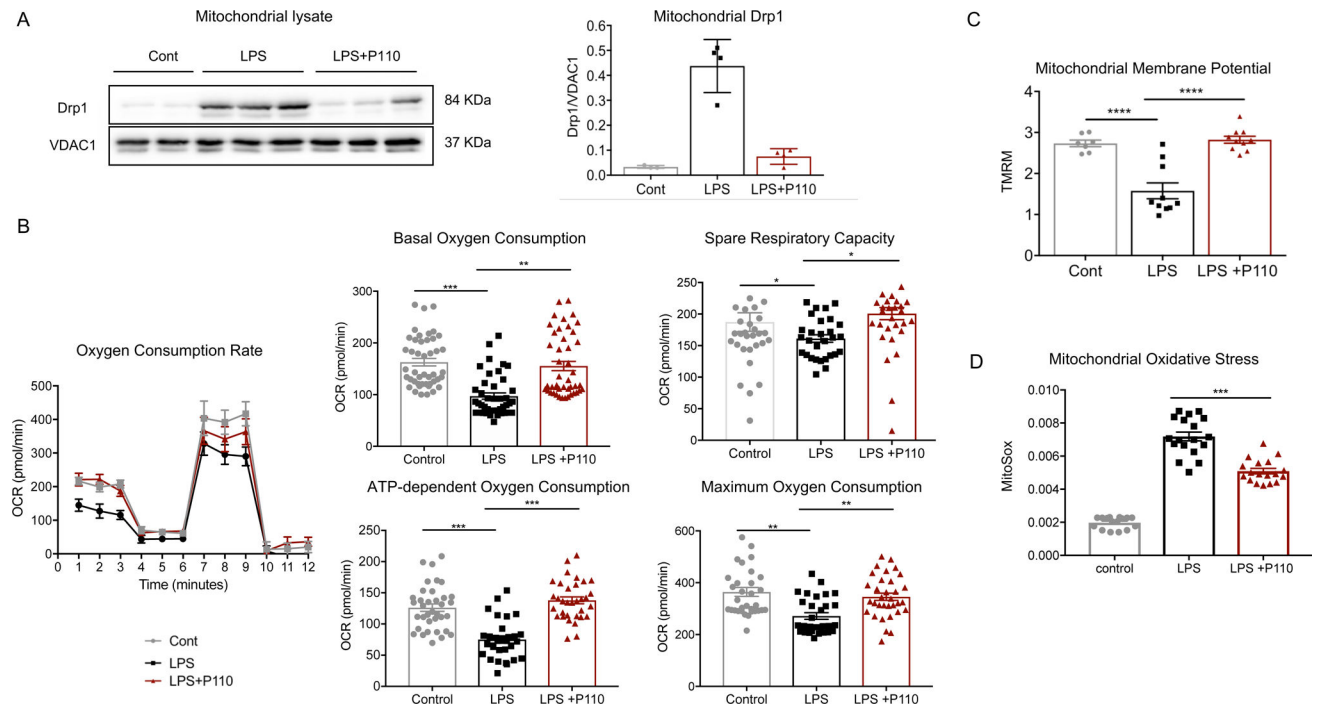 A
Mitochondrial lysate
Cont LPS LPS+P110
Drp1 84 KDa
VDAC1 37 KDa
Mitochondrial Drp1
Drp1/VDAC1
0.6
0.5
0.4
0.3
0.2
0.1
0.0
Cont LPS LPS+P110
B
Oxygen Consumption Rate
OCR (pmol/min)
500
400
300
200
100
0
0 1 2 3 4 5 6 7 8 9 10 11 12
Time (minutes)
Cont
LPS
LPS+P110
Basal Oxygen Consumption
** 
***
OCR (pmol/min)
300
200
100
0
Control LPS LPS +P110
Spare Respiratory Capacity
*
*
OCR (pmol/min)
250
200
150
100
50
0
Control LPS LPS +P110
ATP-dependent Oxygen Consumption
***
***
OCR (pmol/min)
250
200
150
100
50
0
Control LPS LPS +P110
Maximum Oxygen Consumption
**
**
OCR (pmol/min)
600
400
200
0
Control LPS LPS +P110
C
Mitochondrial Membrane Potential
****
****
TMRM
4
3
2
1
0
Cont LPS LPS +P110
D
Mitochondrial Oxidative Stress
***
MitoSox
0.010
0.008
0.006
0.004
0.002
0.000
control LPS LPS +P110